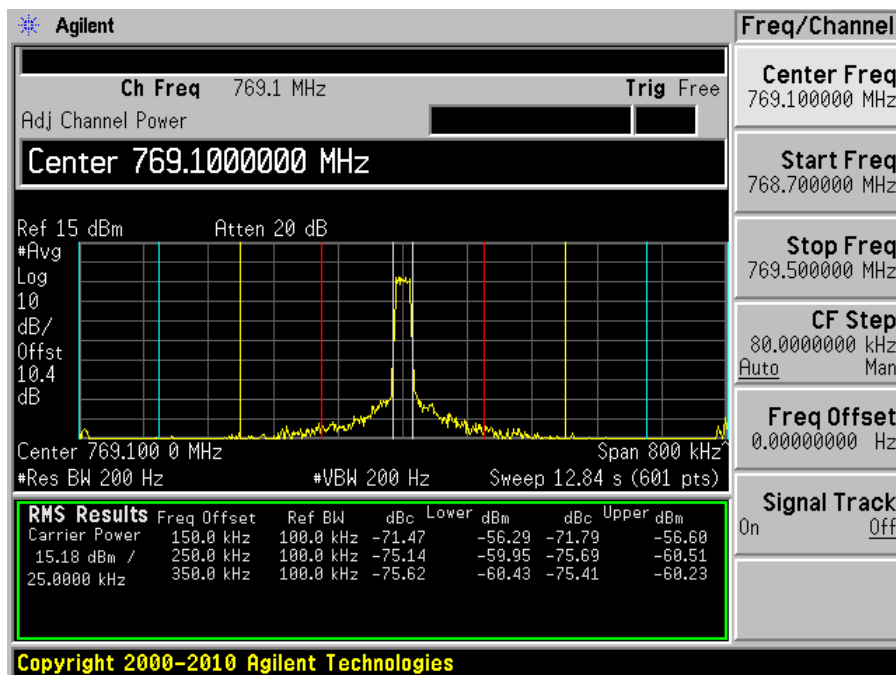 Agilent
Freq/Channel
Ch Freq 769.1 MHz Trig Free
Adj Channel Power
Center 769.1000000 MHz
Ref 15 dBm Atten 20 dB
#Avg
Log
10
dB/
Offst
10.4
dB
Center 769.100 0 MHz Span 800 kHz^
#Res BW 200 Hz #VBW 200 Hz Sweep 12.84 s (601 pts)
RMS Results Freq Offset Ref BW dBc Lower dBm dBc Upper dBm
Carrier Power 150.0 kHz 100.0 kHz -71.47 -56.29 -71.79 -56.60
15.18 dBm / 250.0 kHz 100.0 kHz -75.14 -59.95 -75.69 -60.51
25.0000 kHz 350.0 kHz 100.0 kHz -75.62 -60.43 -75.41 -60.23
Center Freq
769.100000 MHz
Start Freq
768.700000 MHz
Stop Freq
769.500000 MHz
CF Step
80.0000000 kHz
Auto Man
Freq Offset
0.00000000 Hz
Signal Track
On Off
Copyright 2000-2010 Agilent Technologies